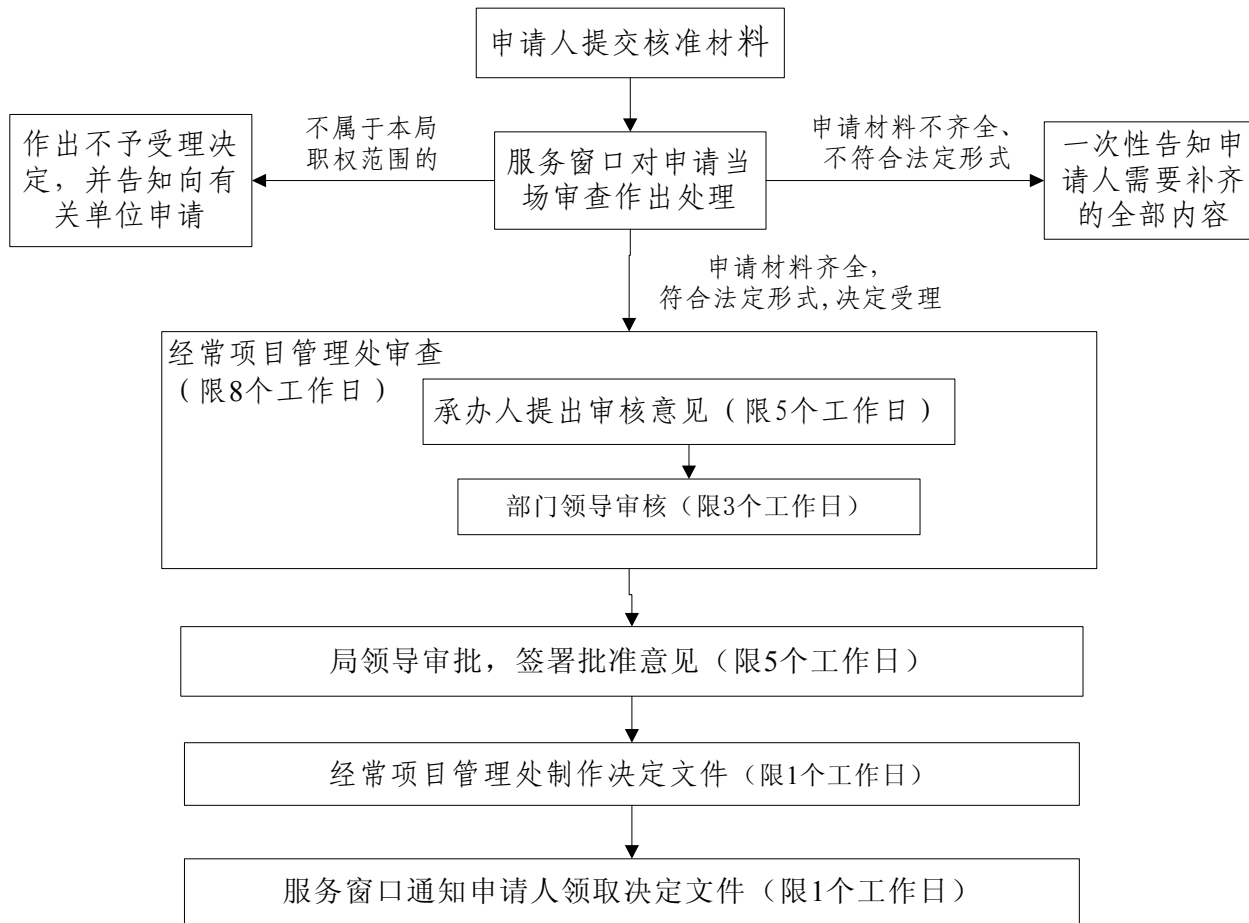 申请人提交核准材料
不属于本局
职权范围的
申请材料不齐全、
不符合法定形式
作出不予受理决
定，并告知向有
关单位申请
服务窗口对申请当
场审查作出处理
一次性告知申
请人需要补齐
的全部内容
申请材料齐全，
符合法定形式,决定受理
经常项目管理处审查
（限8个工作日）
承办人提出审核意见（限5个工作日）
部门领导审核（限3个工作日）
局领导审批，签署批准意见（限5个工作日）
经常项目管理处制作决定文件（限1个工作日）
服务窗口通知申请人领取决定文件（限1个工作日）